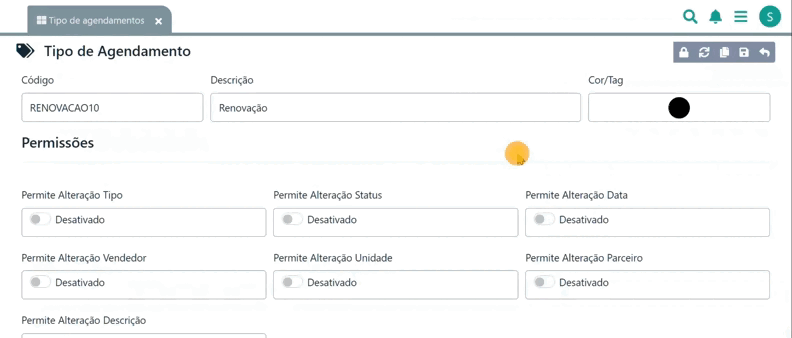 Tipo de agendamentos
S
Tipo de Agendamento
Código Descrição Cor/Tag
RENOVACAO10 Renovação
Permissões
Permite Alteração Tipo Permite Alteração Status Permite Alteração Data
Desativado Desativado Desativado
Permite Alteração Vendedor Permite Alteração Unidade Permite Alteração Parceiro
Desativado Desativado Desativado
Permite Alteração Descrição